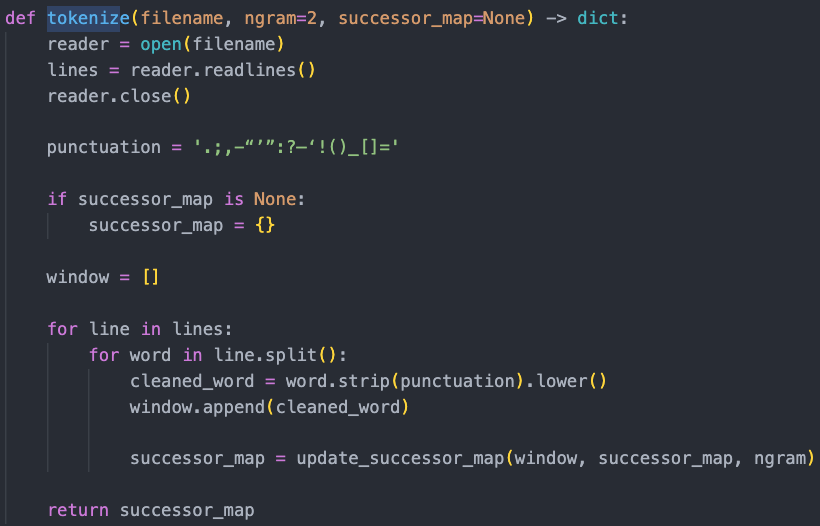 def tokenize(filename, ngram=2, successor_map=None) -> dict:
    reader = open(filename)
    lines = reader.readlines()
    reader.close()

    punctuation = '.;,-“’”:?—‘!()_[]='

    if successor_map is None:
        successor_map = {}

    window = []

    for line in lines:
        for word in line.split():
            cleaned_word = word.strip(punctuation).lower()
            window.append(cleaned_word)

            successor_map = update_successor_map(window, successor_map, ngram)

    return successor_map